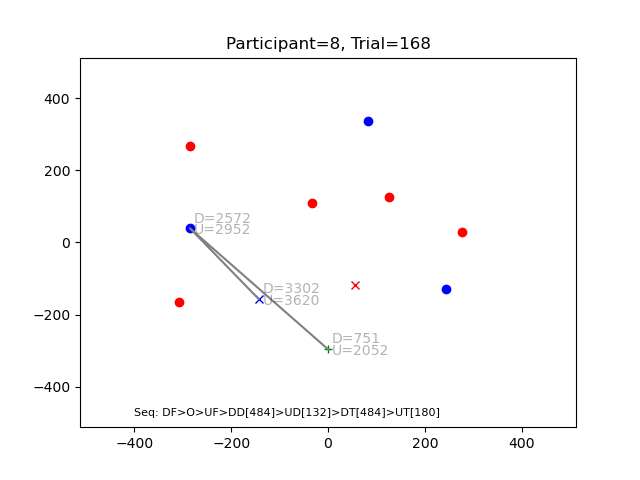 Participant=8, Trial=168
400
200
0
−200
−400
D=2572
U=2952
D=3302
U=3620
D=751
U=2052
Seq: DF>O>UF>DD[484]>UD[132]>DT[484]>UT[180]
−400
−200
0
200
400